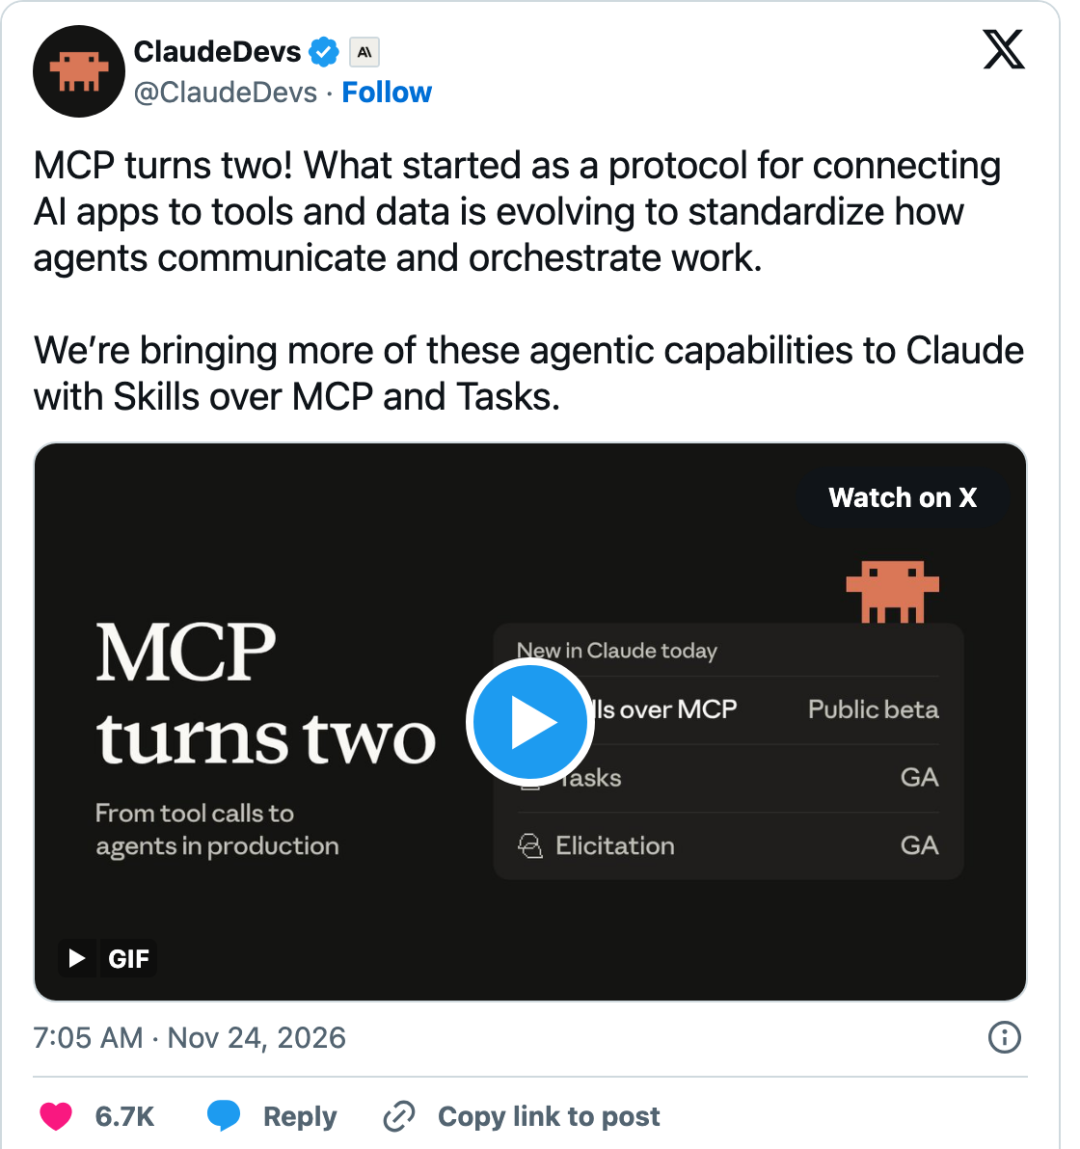 ClaudeDevs
@ClaudeDevs · Follow
MCP turns two! What started as a protocol for connecting
AI apps to tools and data is evolving to standardize how
agents communicate and orchestrate work.
We’re bringing more of these agentic capabilities to Claude
with Skills over MCP and Tasks.
Watch on X
MCP
turns two
From tool calls to
agents in production
New in Claude today
lls over MCP Public beta
Tasks GA
Elicitation GA
GIF
7:05 AM · Nov 24, 2026
6.7K Reply Copy link to post